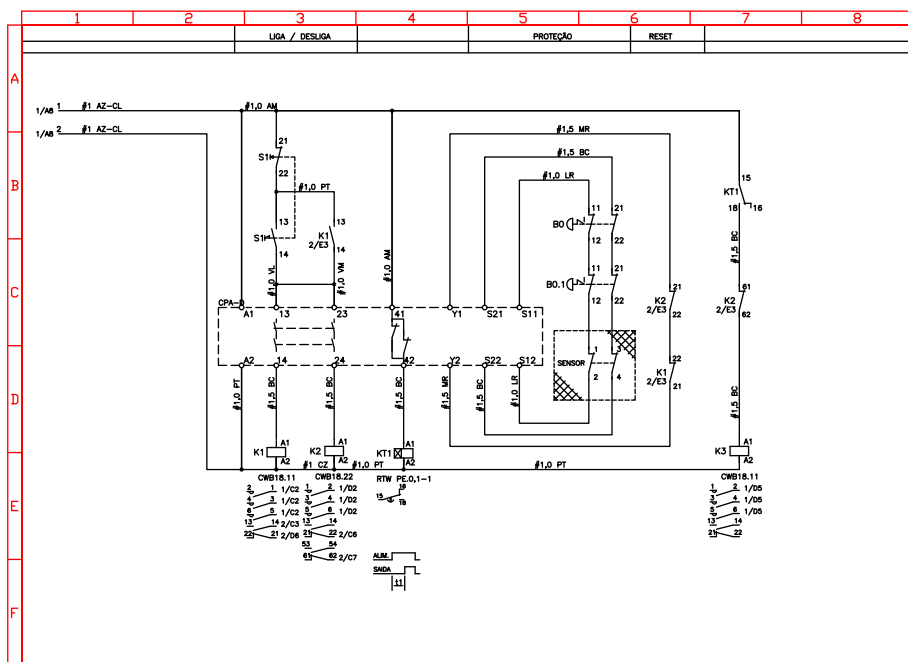 1 2 3 4 5 6 7 8
LIGA / DESLIGA PROTEÇÃO RESET
A
1/A8 1 #1 AZ-CL #1,0 AM
1/A8 2 #1 AZ-CL #1,5 MR
21
S1
22
#1,5 BC
B
#1,0 PT #1,0 LR
15
KT1
18 16
13 13
S1 K1
2/E3
14 14
11 21
B0
12 22
#1,0 VL #1,0 VM #1,0 AM
#1,5 BC
C
11 21
B0.1
12 22
21
K2
2/E3
22
61
K2
2/E3
62
CPA-D
A1 13 23 41 Y1 S21 S11
1 3
SENSOR
2 4
A2 14 24 42 Y2 S22 S12
22
K1
2/E3
21
D
#1,0 PT #1,5 BC #1,5 BC #1,5 BC #1,5 MR #1,5 BC #1,0 LR #1,5 BC
A1 A1 A1 A1
K1 K2 KT1 K3
A2 A2 A2 A2
#1 CZ #1,0 PT #1,0 PT
CWB18.11 CWB18.22 RTW PE.0,1-1 CWB18.11
E
2 1 1/C2
4 3 1/C2
6 5 1/C2
13 14 2/C3
22 21 2/D6
1 2 1/D2
3 4 1/D2
5 6 1/D2
13 14
21 22 2/C6
53 54
61 62 2/C7
16
15
18
1 2 1/D5
3 4 1/D5
5 6 1/D5
13 14
21 22
ALIM.
SAIDA
t1
F